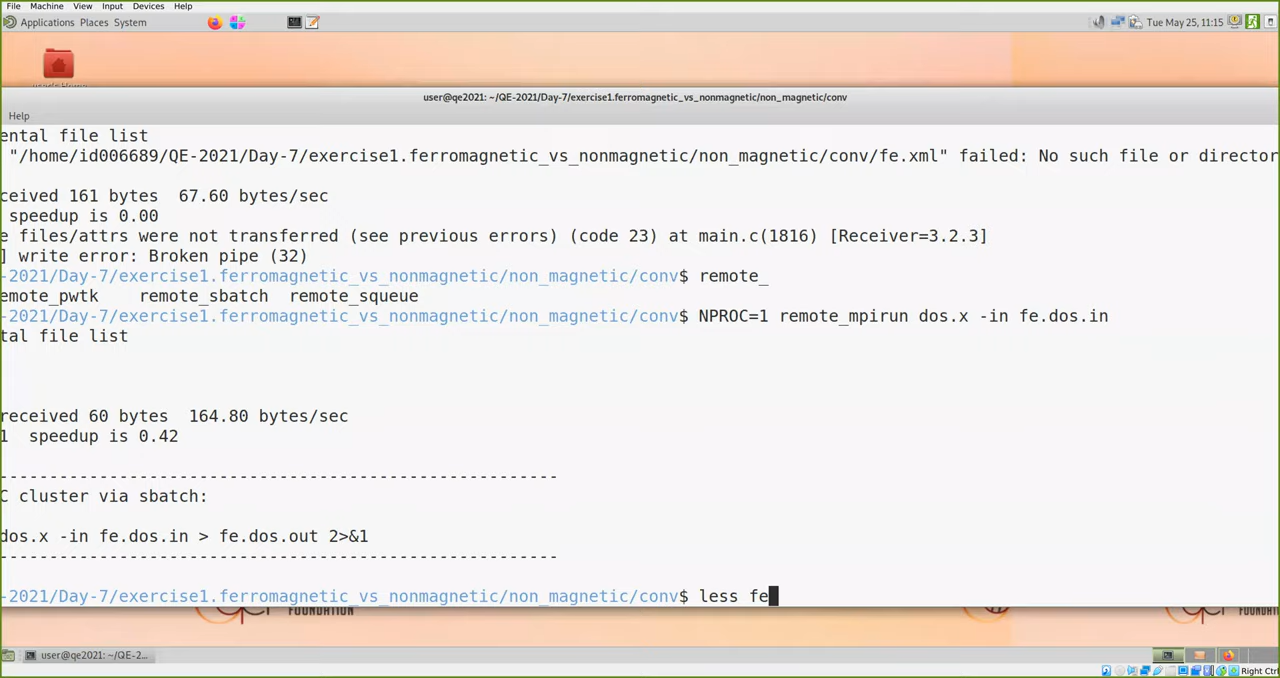 File Machine View Input Devices Help
Applications Places System
Tue May 25, 11:15
user@qe2021: ~/QE-2021/Day-7/exercise1.ferromagnetic_vs_nonmagnetic/non_magnetic/conv
Help
ental file list
"/home/id006689/QE-2021/Day-7/exercise1.ferromagnetic_vs_nonmagnetic/non_magnetic/conv/fe.xml" failed: No such file or director
ceived 161 bytes 67.60 bytes/sec
speedup is 0.00
e files/attrs were not transferred (see previous errors) (code 23) at main.c(1816) [Receiver=3.2.3]
] write error: Broken pipe (32)
-2021/Day-7/exercise1.ferromagnetic_vs_nonmagnetic/non_magnetic/conv$ remote_
emote_pwtk remote_sbatch remote_squeue
-2021/Day-7/exercise1.ferromagnetic_vs_nonmagnetic/non_magnetic/conv$ NPROC=1 remote_mpirun dos.x -in fe.dos.in
tal file list
received 60 bytes 164.80 bytes/sec
1 speedup is 0.42
--------------------------------------------------------
C cluster via sbatch:
dos.x -in fe.dos.in > fe.dos.out 2>&1
--------------------------------------------------------
-2021/Day-7/exercise1.ferromagnetic_vs_nonmagnetic/non_magnetic/conv$ less fe
FOUNDATION
user@qe2021: ~/QE-2...
Right Ctrl